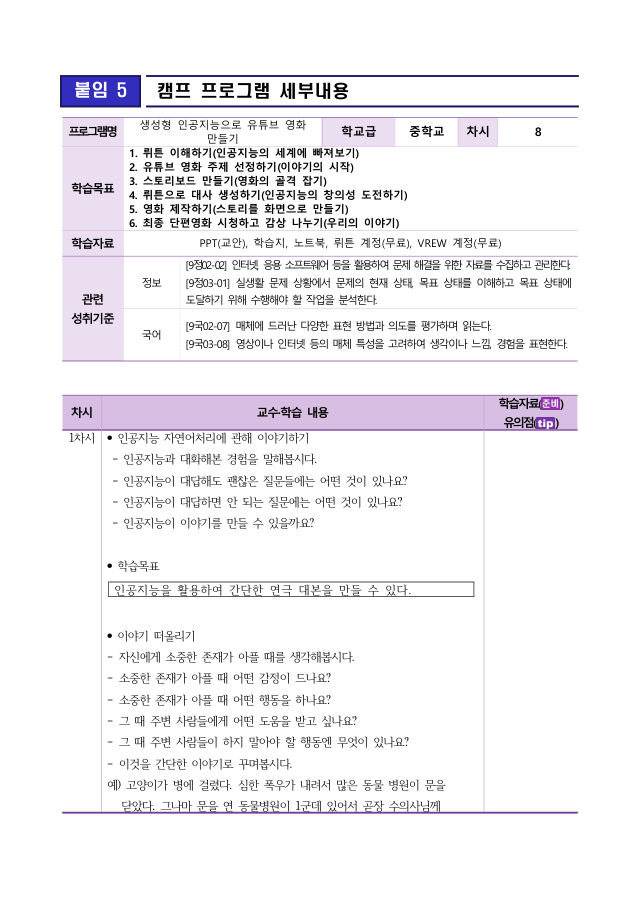 붙임 5
캠프 프로그램 세부내용
프로그램명
생성형 인공지능으로 유튜브 영화
만들기
학교급
중학교
차시
8
학습목표
1. 뤼튼 이해하기(인공지능의 세계에 빠져보기)
2. 유튜브 영화 주제 선정하기(이야기의 시작)
3. 스토리보드 만들기(영화의 골격 잡기)
4. 뤼튼으로 대사 생성하기(인공지능의 창의성 도전하기)
5. 영화 제작하기(스토리를 화면으로 만들기)
6. 최종 단편영화 시청하고 감상 나누기(우리의 이야기)
학습자료
PPT(교안), 학습지, 노트북, 뤼튼 계정(무료), VREW 계정(무료)
관련
성취기준
정보
[9정02-02] 인터넷 응용 소프트웨어 등을 활용하여 문제 해결을 위한 자료를 수집하고 관리한다.
[9정03-01] 실생활 문제 상황에서 문제의 현재 상태, 목표 상태를 이해하고 목표 상태에
도달하기 위해 수행해야 할 작업을 분석한다.
국어
[9국02-07] 매체에 드러난 다양한 표현 방법과 의도를 평가하며 읽는다.
[9국03-08] 영상이나 인터넷 등의 매체 특성을 고려하여 생각이나 느낌, 경험을 표현한다.
차시
교수·학습 내용
학습자료(준비)
유의점(tip)
1차시
• 인공지능 자연어처리에 관해 이야기하기
- 인공지능과 대화해본 경험을 말해봅시다.
- 인공지능이 대답해도 괜찮은 질문들에는 어떤 것이 있나요?
- 인공지능이 대답하면 안 되는 질문에는 어떤 것이 있나요?
- 인공지능이 이야기를 만들 수 있을까요?
• 학습목표
인공지능을 활용하여 간단한 연극 대본을 만들 수 있다.
• 이야기 떠올리기
- 자신에게 소중한 존재가 아플 때를 생각해봅시다.
- 소중한 존재가 아플 때 어떤 감정이 드나요?
- 소중한 존재가 아플 때 어떤 행동을 하나요?
- 그 때 주변 사람들에게 어떤 도움을 받고 싶나요?
- 그 때 주변 사람들이 하지 말아야 할 행동엔 무엇이 있나요?
- 이것을 간단한 이야기로 꾸며봅시다.
예) 고양이가 병에 걸렸다. 심한 폭우가 내려서 많은 동물 병원이 문을
닫았다. 그나마 문을 연 동물병원이 1군데 있어서 곧장 수의사님께